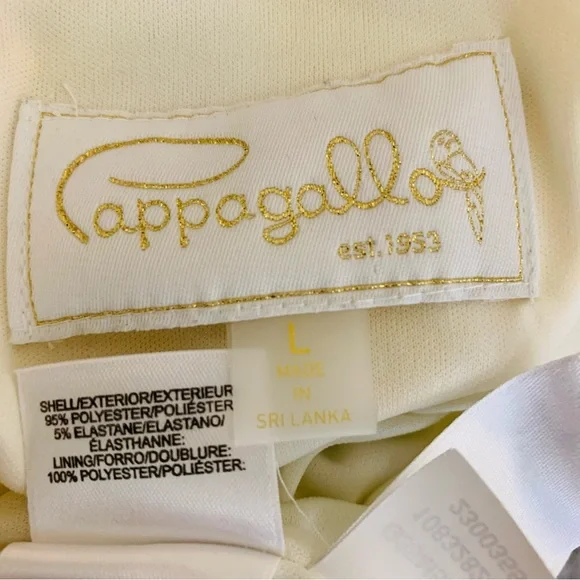 Pappagallo
est.1953
L
MADE
IN
SRI LANKA
SHELL/EXTERIOR/EXTERIEUR
95% POLYESTER/POLIÉSTER
5% ELASTANE/ELASTANO/
ÉLASTHANNE:
LINING/FORRO/DOUBLURE:
100% POLYESTER/POLIÉSTER: